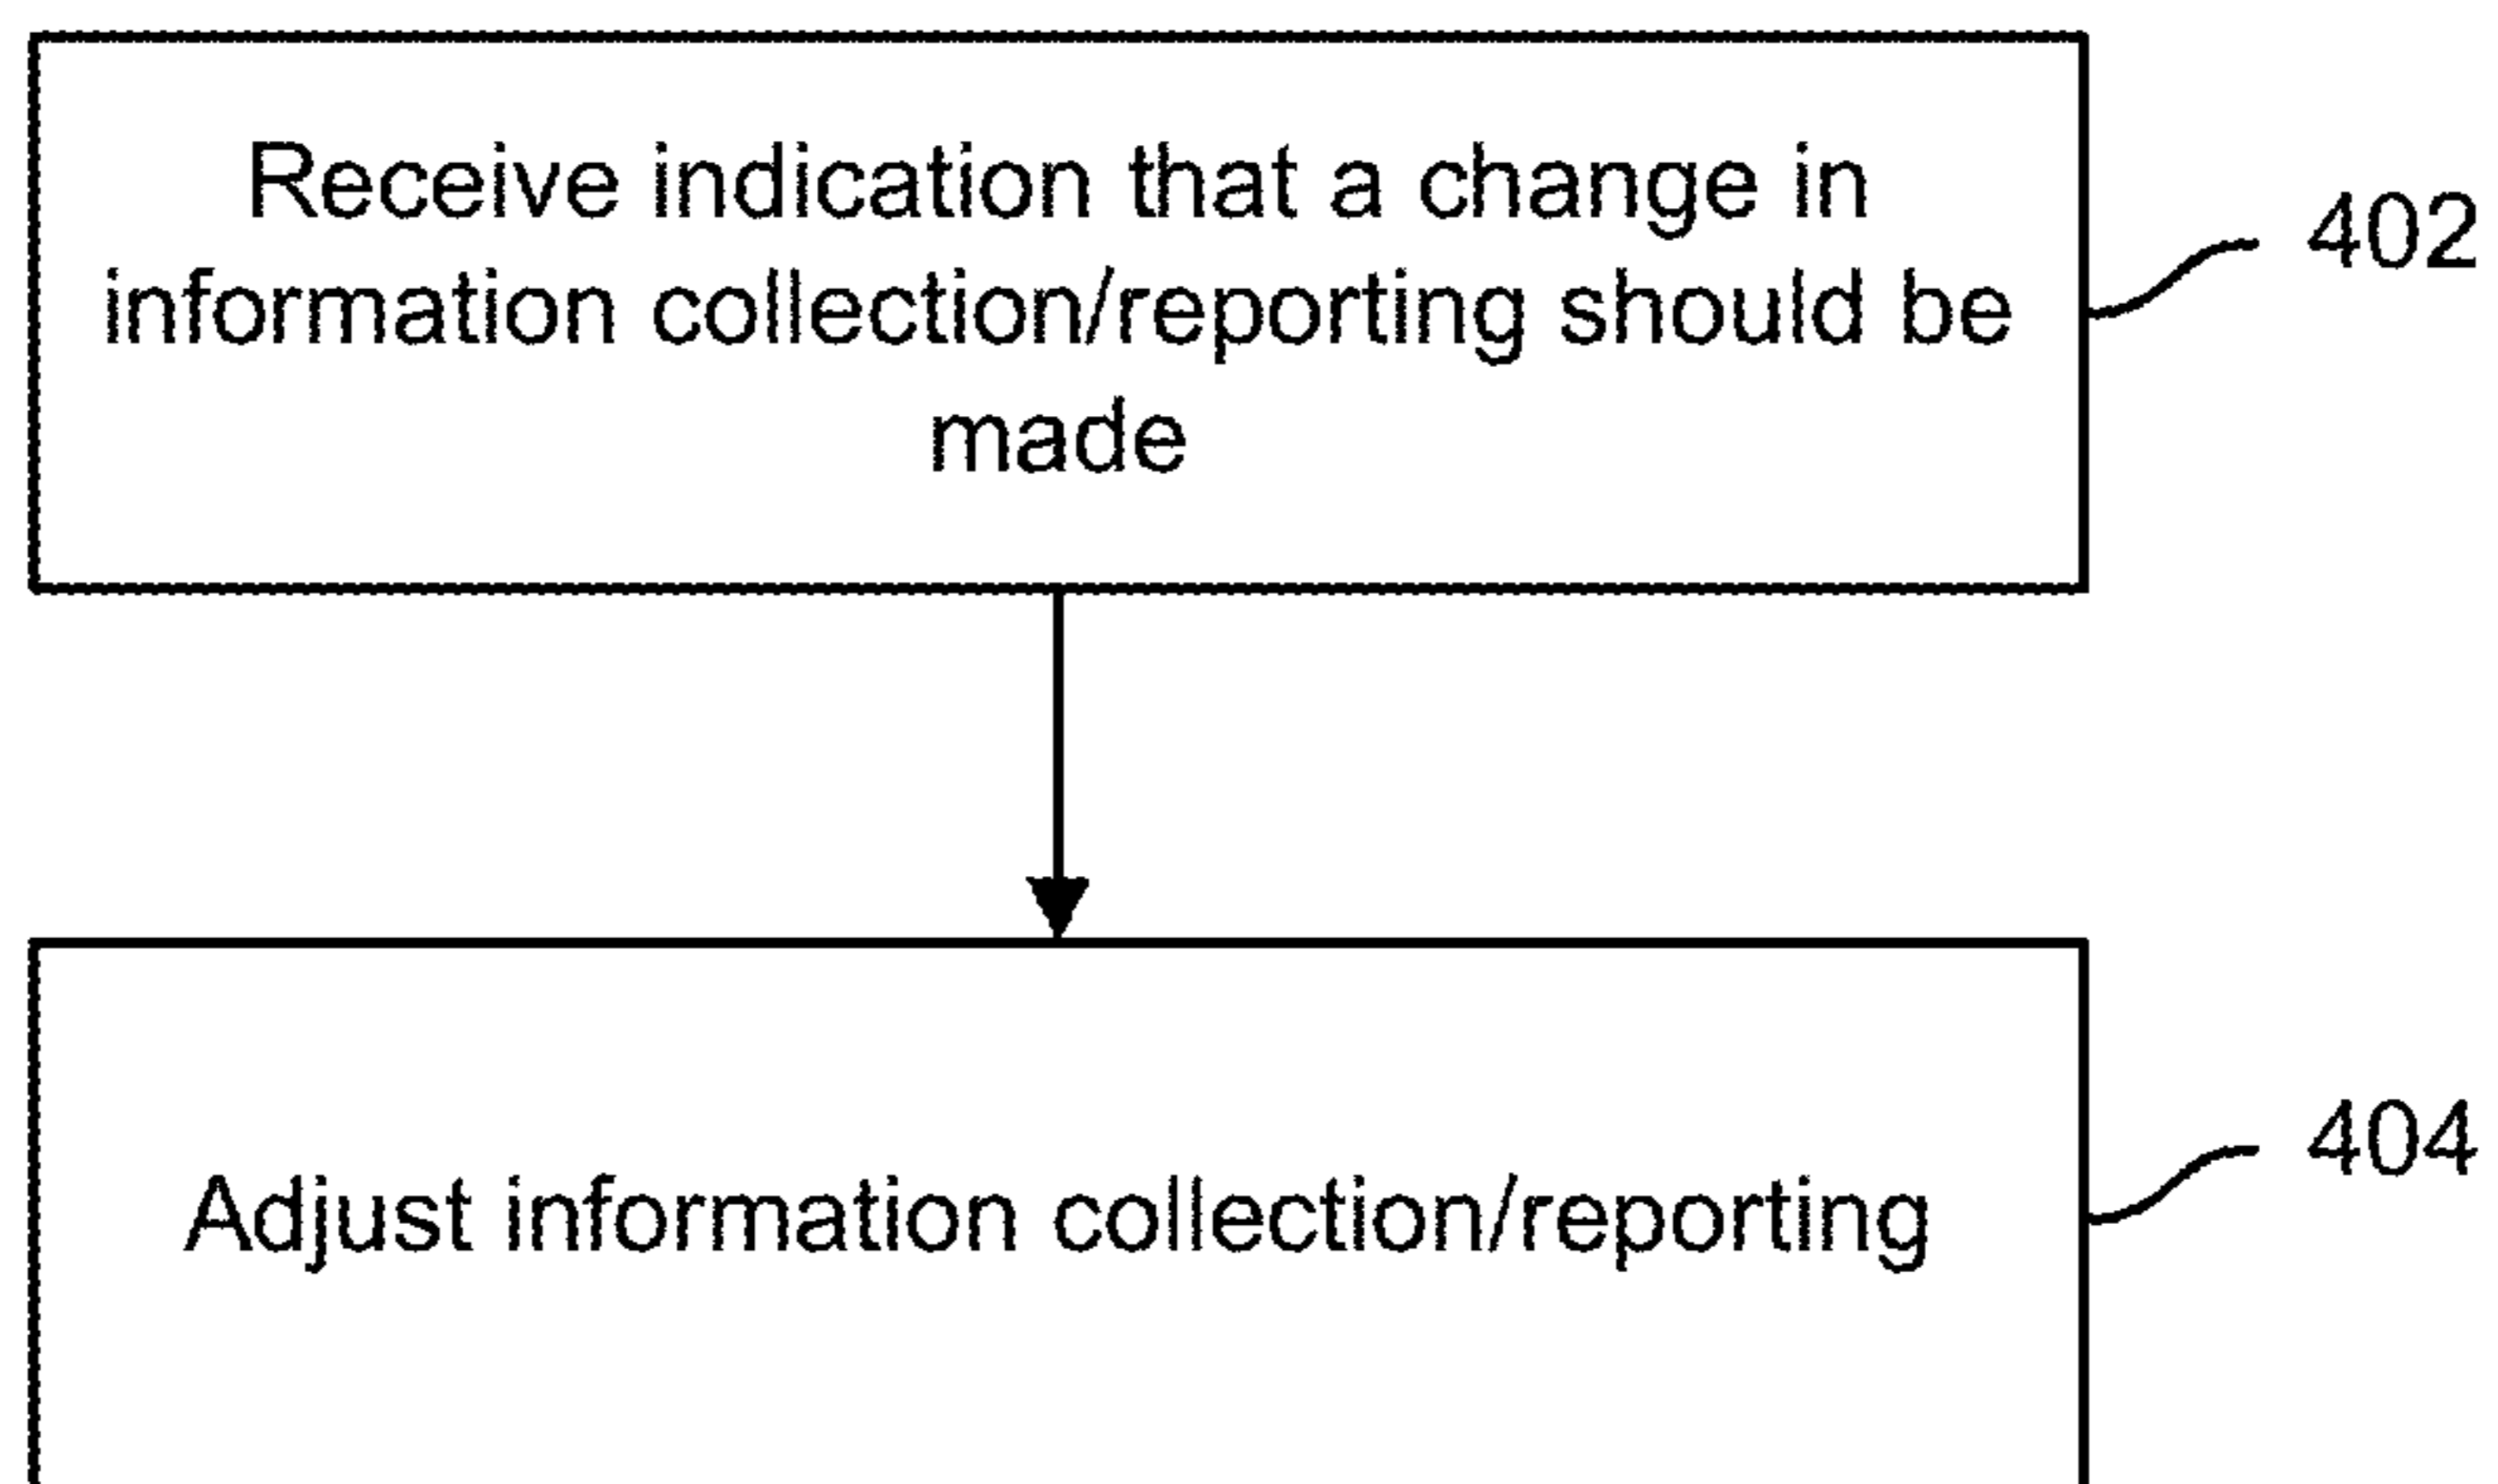 Receive indication that a change in
information collection/reporting should be
made
402
Adjust information collection/reporting
404